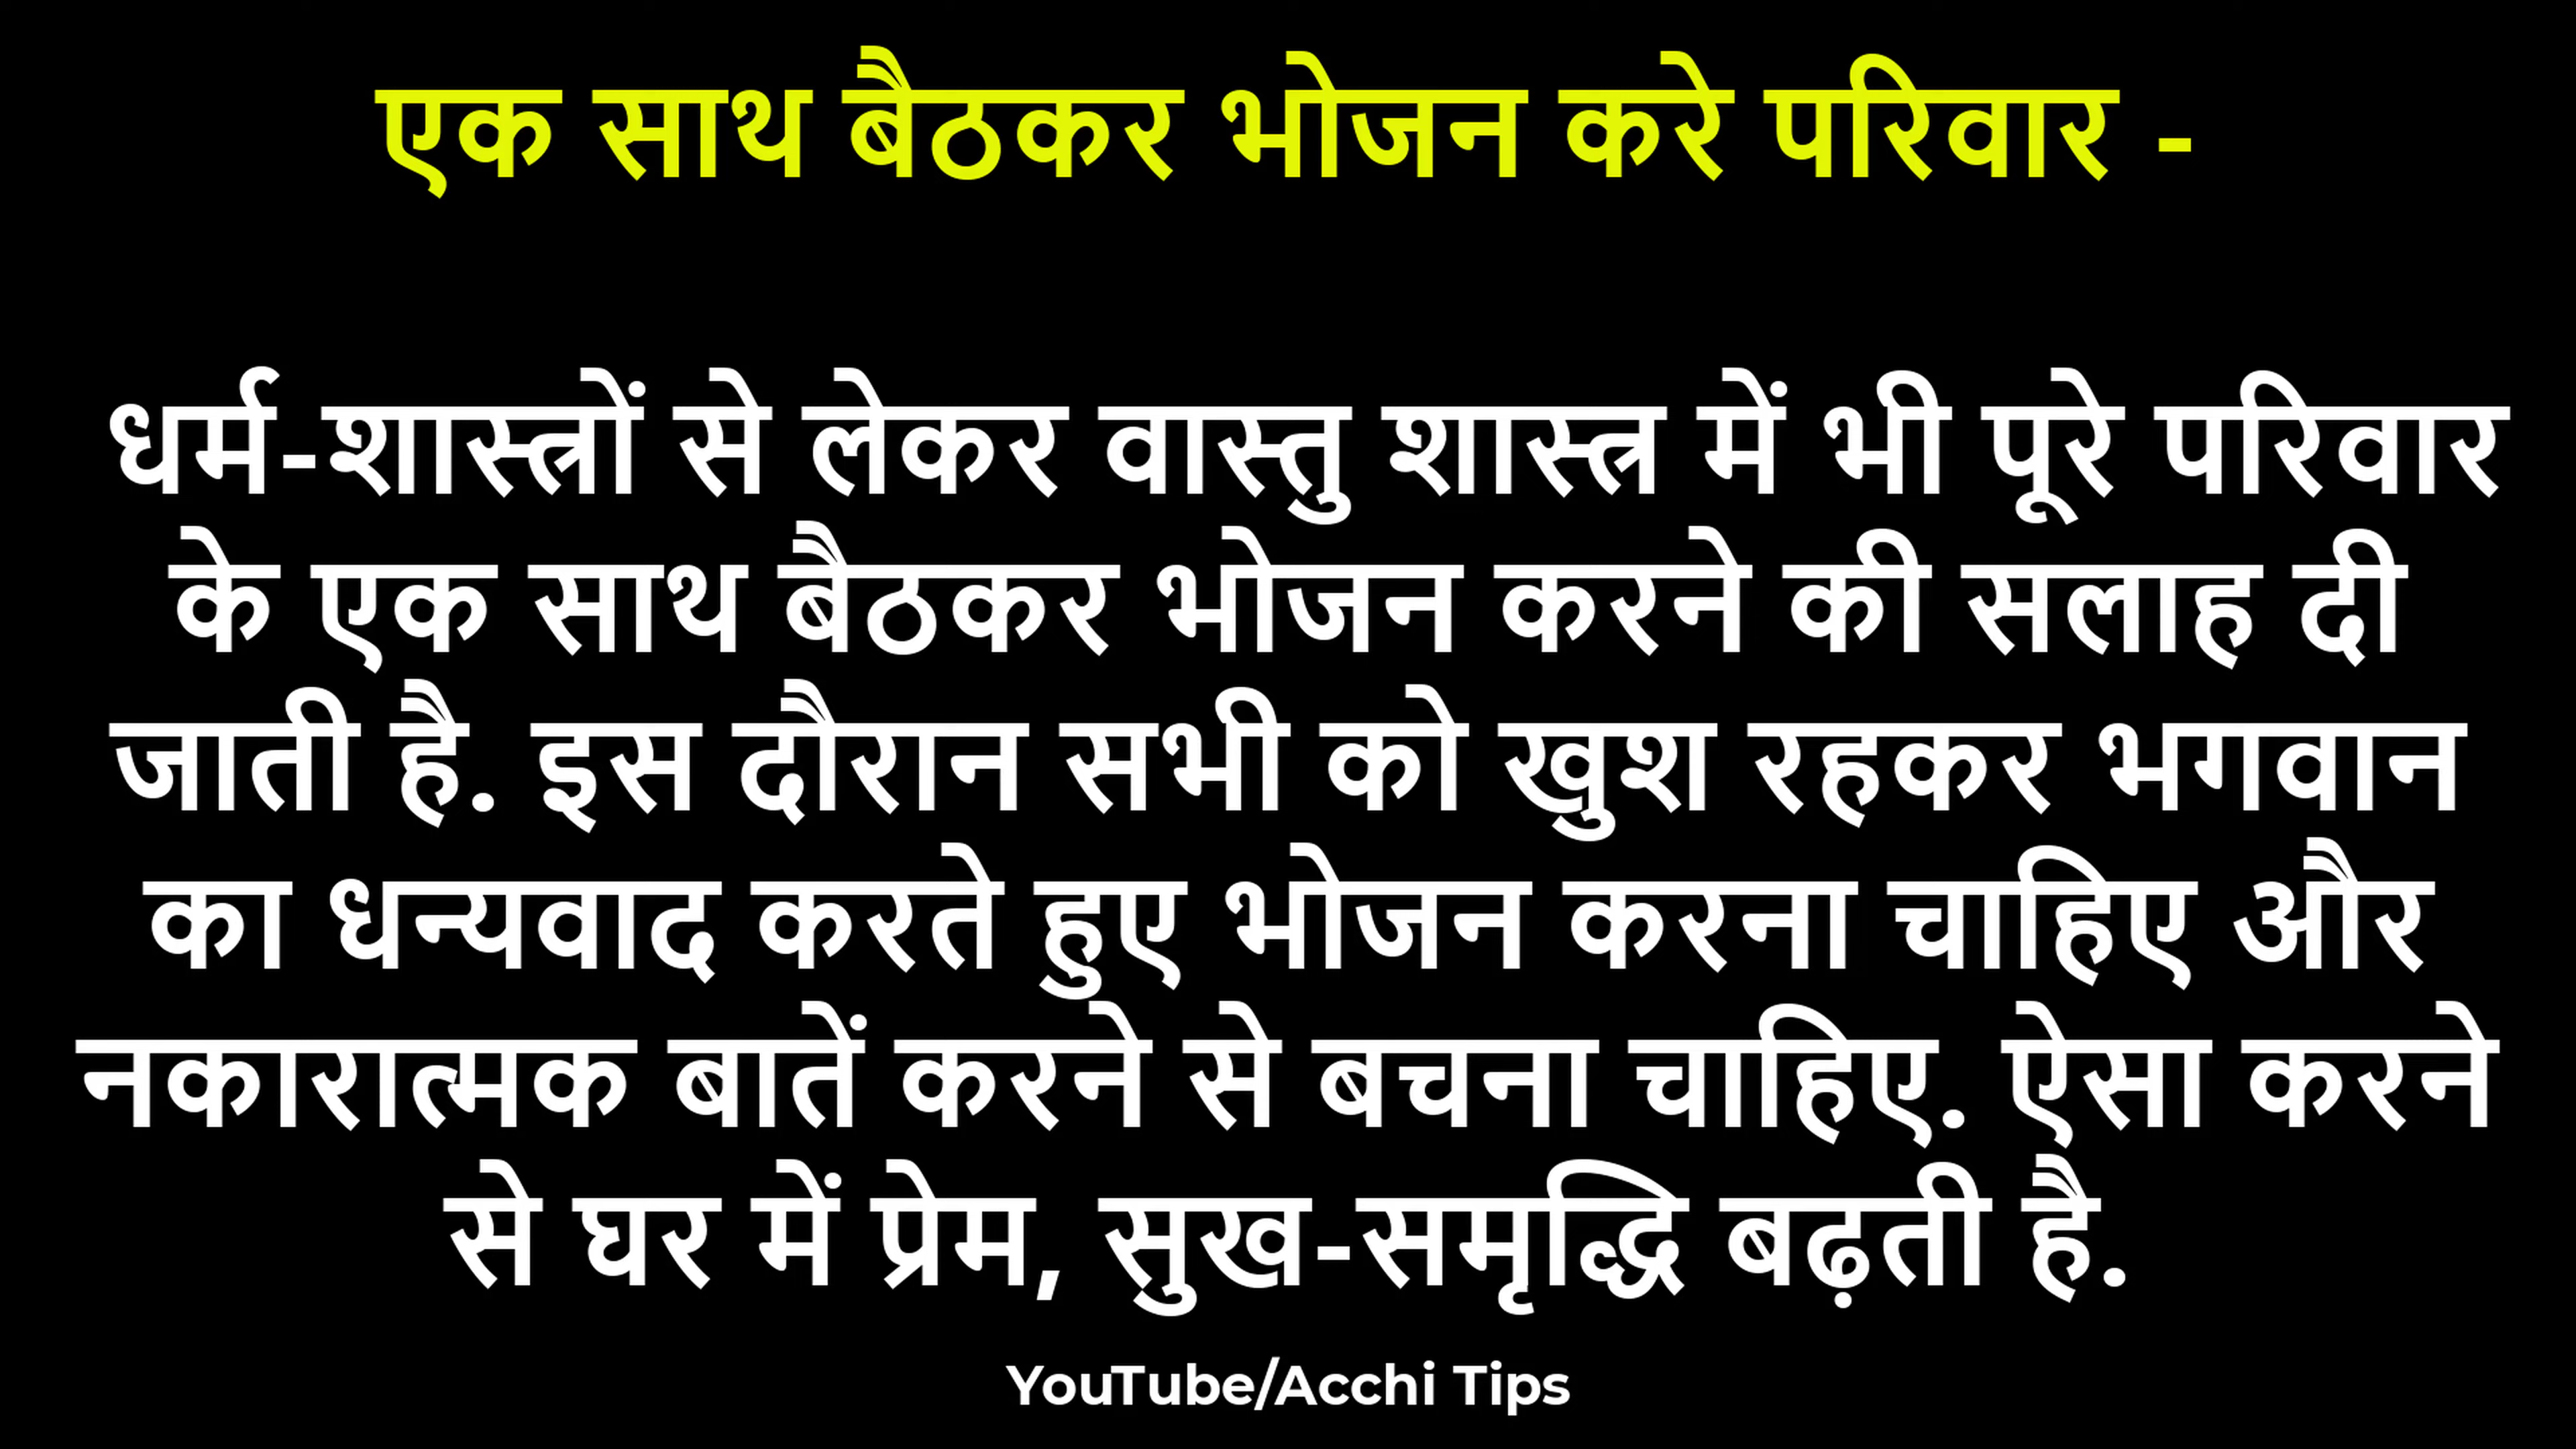 एक साथ बैठकर भोजन करे परिवार -
धर्म-शास्त्रों से लेकर वास्तु शास्त्र में भी पूरे परिवार
के एक साथ बैठकर भोजन करने की सलाह दी
जाती है. इस दौरान सभी को खुश रहकर भगवान
का धन्यवाद करते हुए भोजन करना चाहिए और
नकारात्मक बातें करने से बचना चाहिए. ऐसा करने
से घर में प्रेम, सुख-समृद्धि बढ़ती है.
YouTube/Acchi Tips